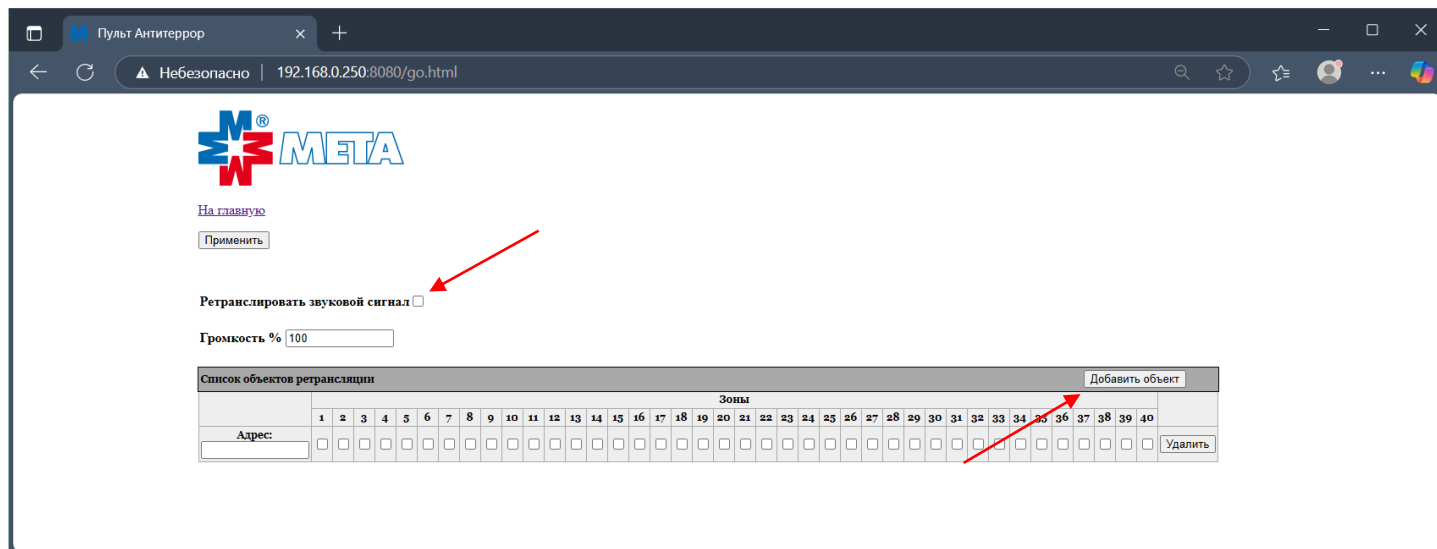 Пульт Антитеррор
Небезопасно 192.168.0.250:8080/go.html
М® МЕТА
На главную
Применить
Ретранслировать звуковой сигнал
Громкость % 100
Список объектов ретрансляции Добавить объект
Зоны
1 2 3 4 5 6 7 8 9 10 11 12 13 14 15 16 17 18 19 20 21 22 23 24 25 26 27 28 29 30 31 32 33 34 35 36 37 38 39 40
Адрес:
Удалить